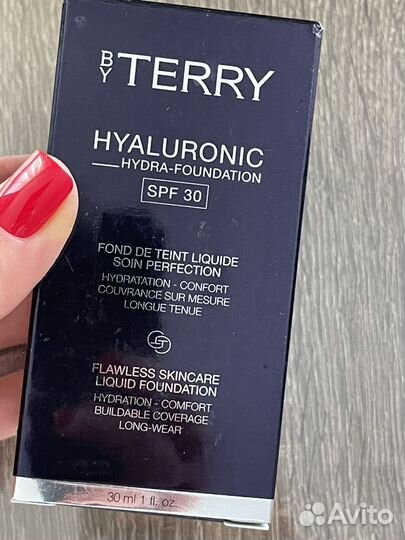 BY TERRY
HYALURONIC
HYDRA-FOUNDATION
SPF 30
FOND DE TEINT LIQUIDE
SOIN PERFECTION
HYDRATATION - CONFORT
COUVRANCE SUR MESURE
LONGUE TENUE
FLAWLESS SKINCARE
LIQUID FOUNDATION
HYDRATION - COMFORT
BUILDABLE COVERAGE
LONG-WEAR
30 ml 1 fl. oz.
Avito